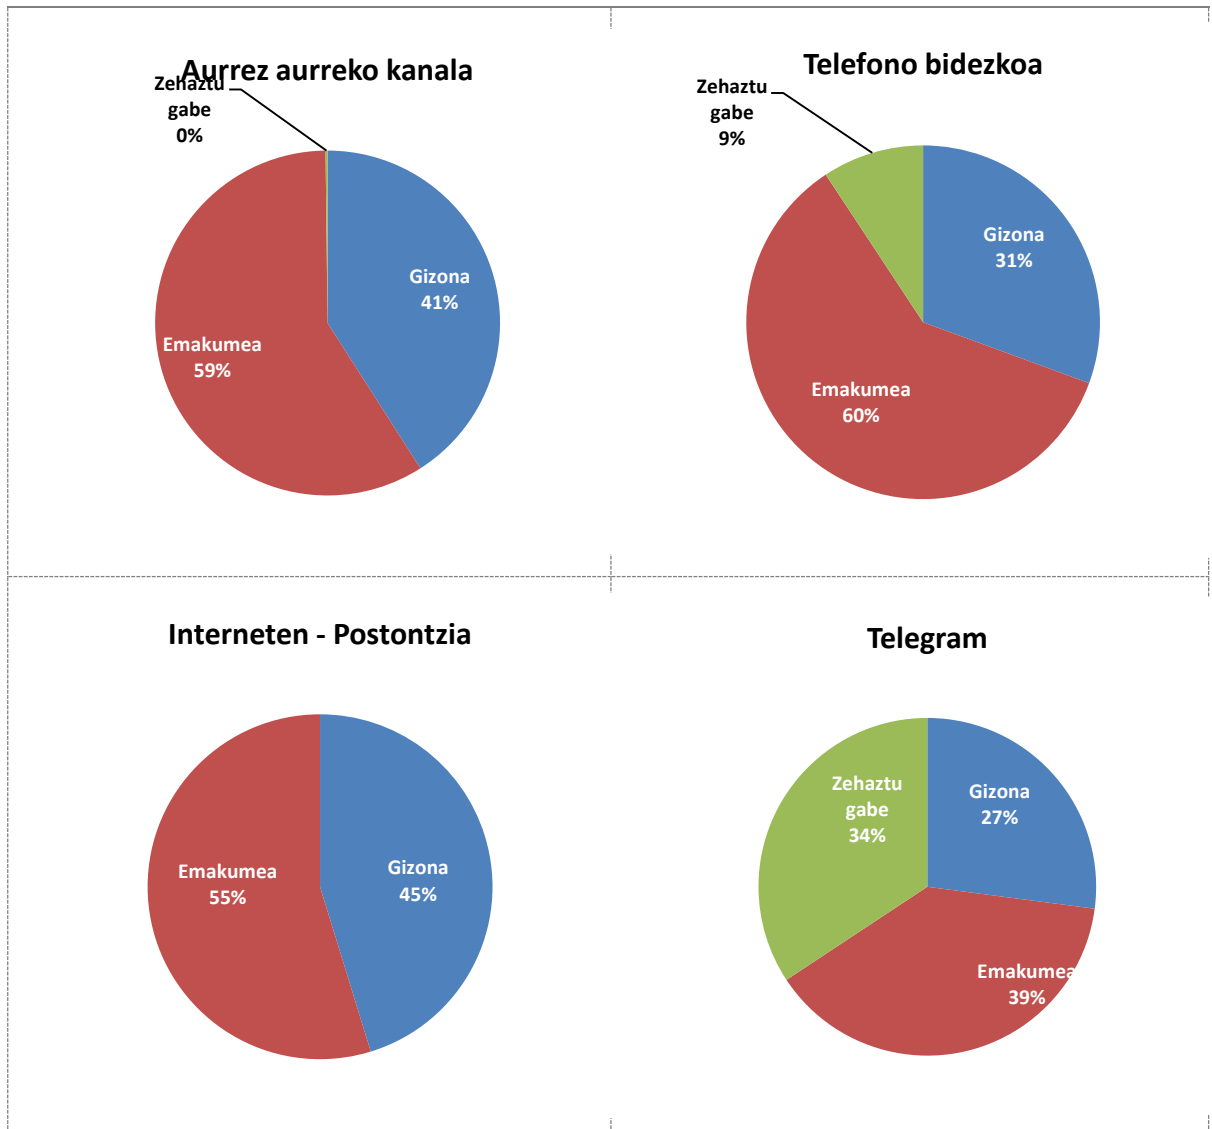 Aurrez aurreko kanala
Zehaztu
gabe
0%
Gizona
41%
Emakumea
59%
Telefono bidezkoa
Zehaztu
gabe
9%
Gizona
31%
Emakumea
60%
Interneten - Postontzia
Emakumea
55%
Gizona
45%
Telegram
Zehaztu
gabe
34%
Gizona
27%
Emakumea
39%